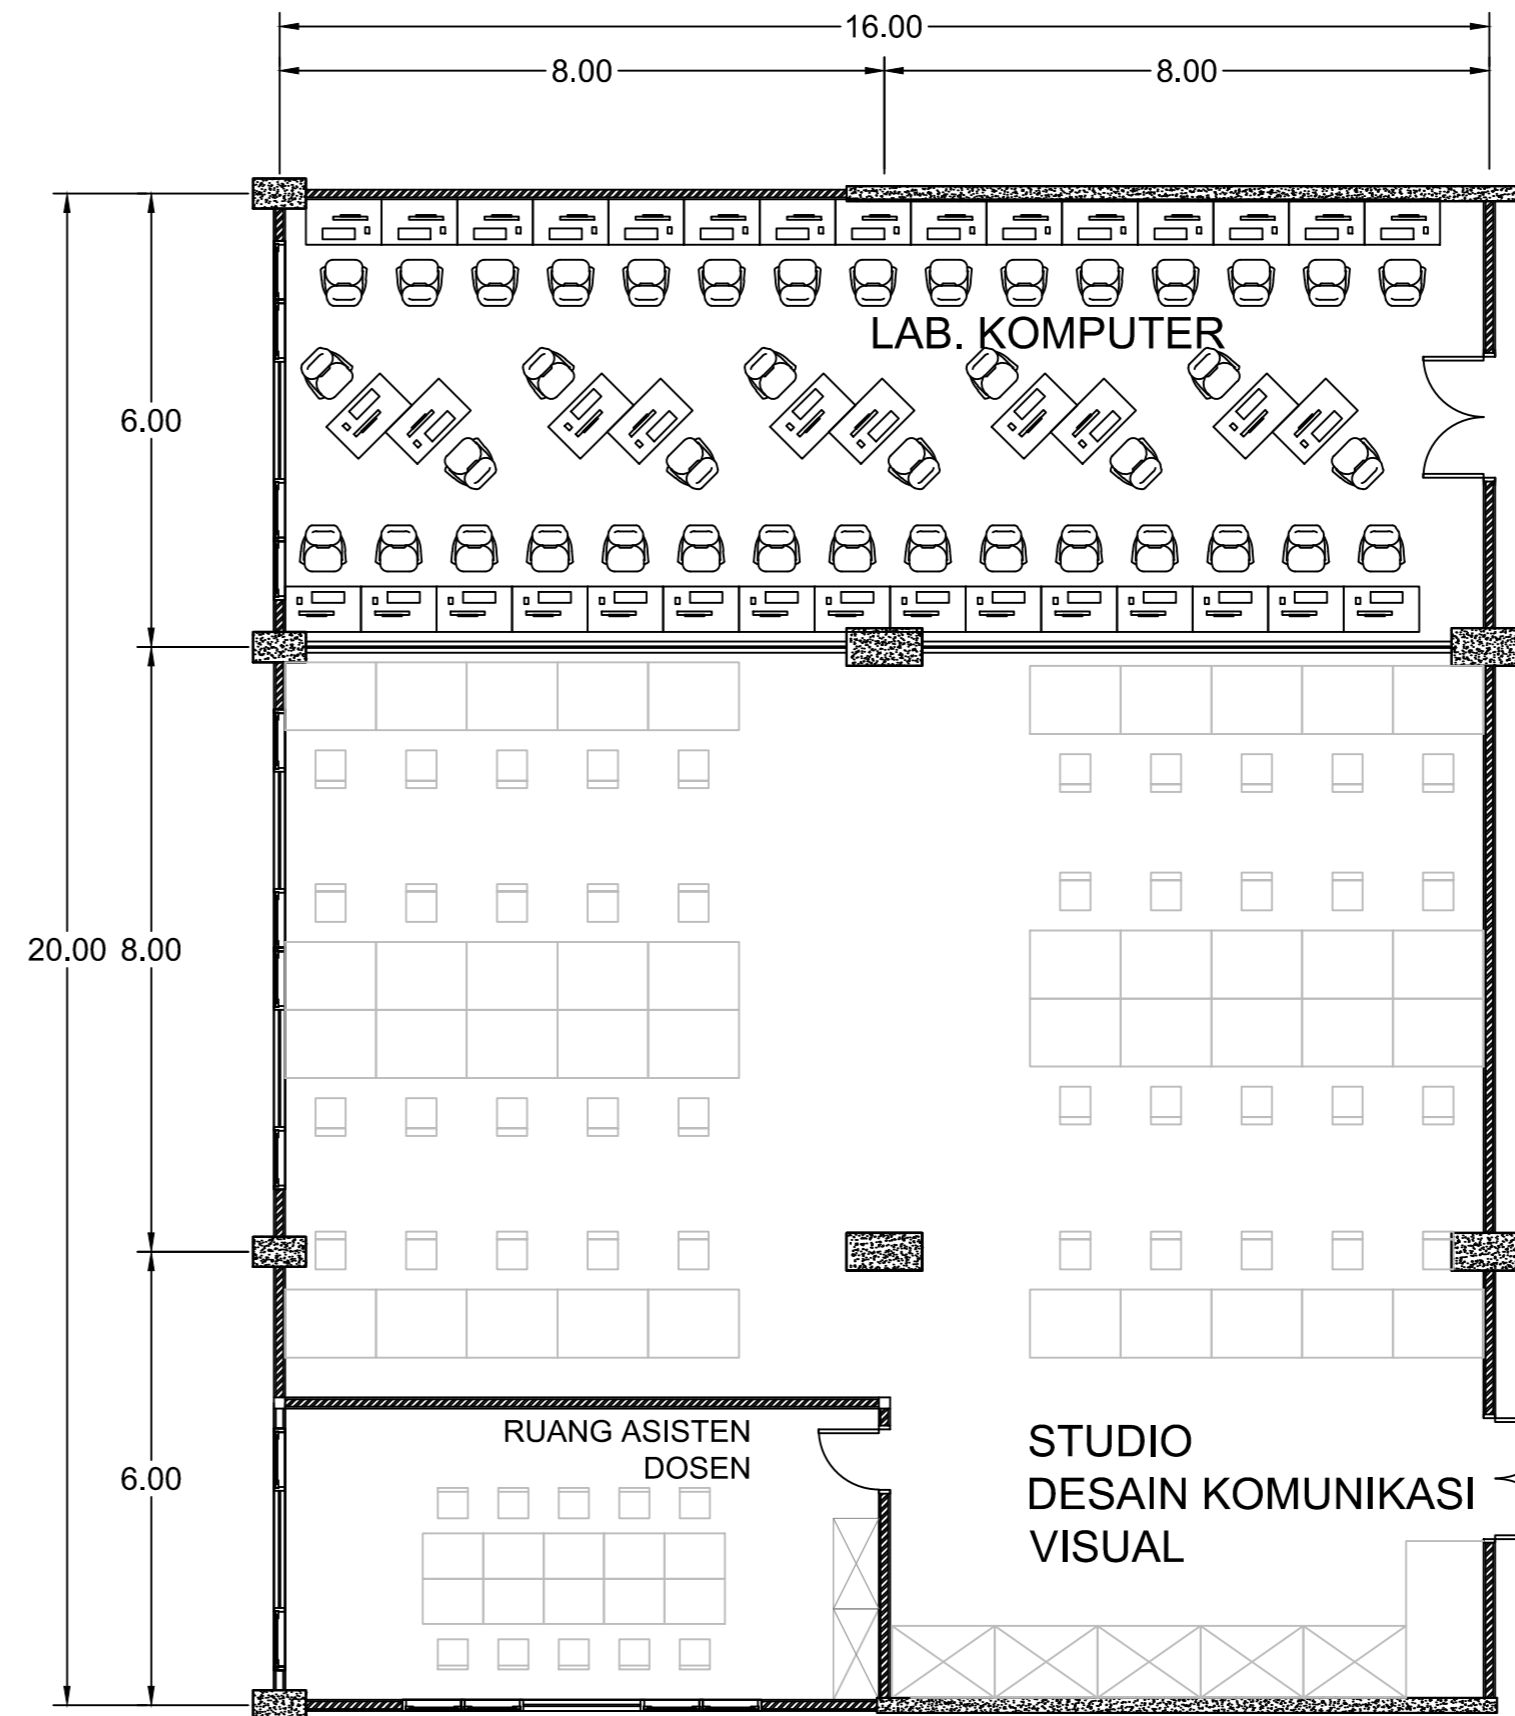 16.00
8.00
8.00
LAB. KOMPUTER
6.00
20.00
8.00
RUANG ASISTEN
DOSEN
6.00
STUDIO
DESAIN KOMUNIKASI
VISUAL